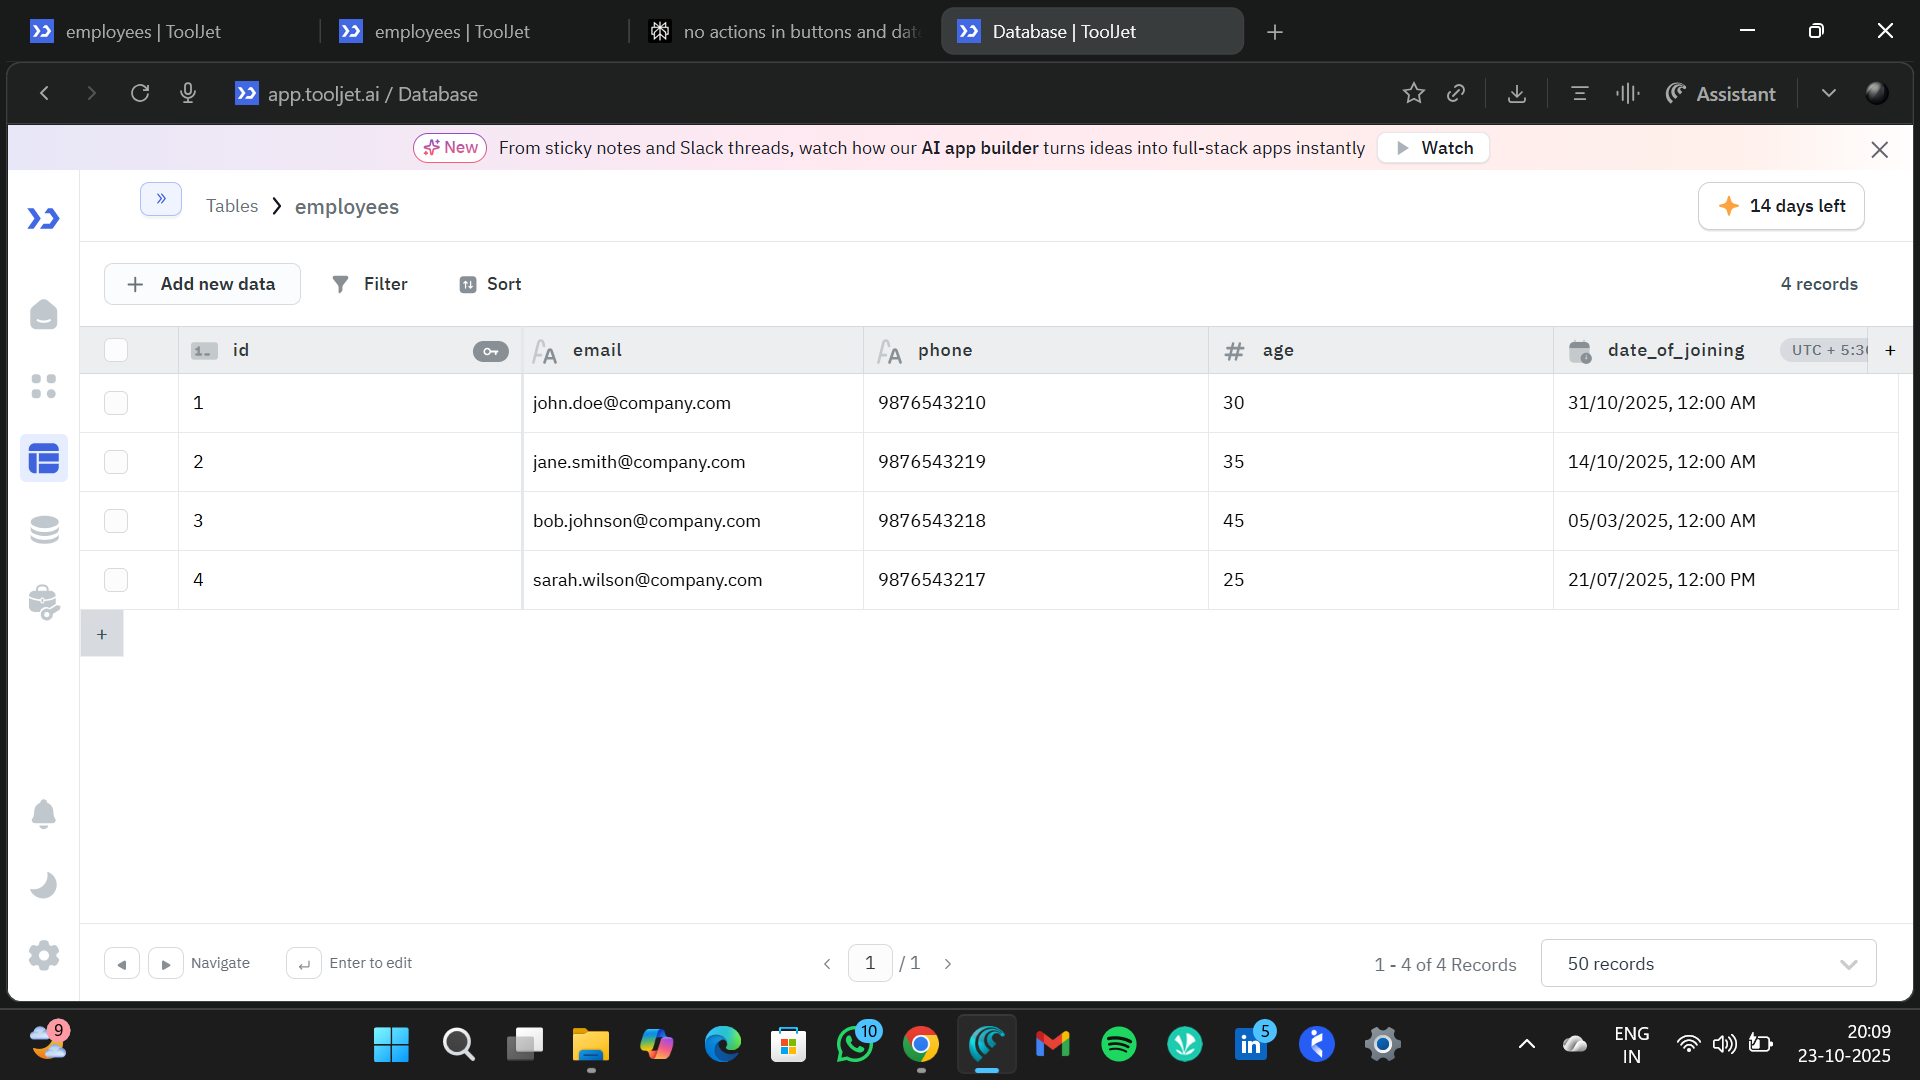 employees | ToolJet
employees | ToolJet
no actions in buttons and dat
Database | ToolJet
app.tooljet.ai / Database
Assistant
New From sticky notes and Slack threads, watch how our AI app builder turns ideas into full-stack apps instantly Watch
Tables employees
14 days left
Add new data Filter Sort
4 records
id email phone age date_of_joining UTC + 5:30 +
1 john.doe@company.com 9876543210 30 31/10/2025, 12:00 AM
2 jane.smith@company.com 9876543219 35 14/10/2025, 12:00 AM
3 bob.johnson@company.com 9876543218 45 05/03/2025, 12:00 AM
4 sarah.wilson@company.com 9876543217 25 21/07/2025, 12:00 PM
+
Navigate Enter to edit
1 / 1
1 - 4 of 4 Records
50 records
9
10
5
ENG
IN
20:09
23-10-2025